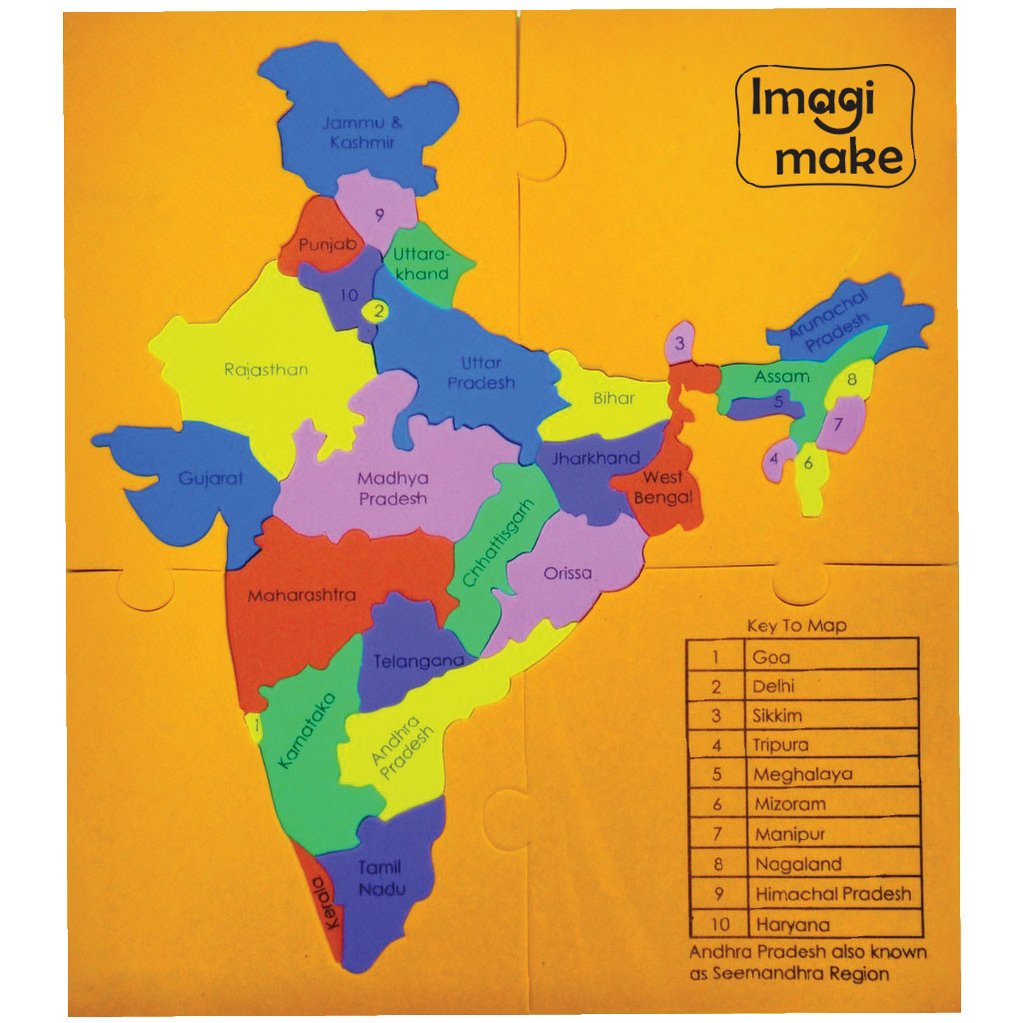 Imagi
make
Jammu &
Kashmir
9
Punjab
Uttara-
khand
10
2
Rajasthan
Uttar
Pradesh
Bihar
3
Arunachal
Pradesh
Assam
8
5
7
4
6
Gujarat
Madhya
Pradesh
Jharkhand
West
Bengal
Chhattisgarh
Orissa
Maharashtra
Telangana
1
Karnataka
Andhra
Pradesh
Kerala
Tamil
Nadu
Key To Map
1 Goa
2 Delhi
3 Sikkim
4 Tripura
5 Meghalaya
6 Mizoram
7 Manipur
8 Nagaland
9 Himachal Pradesh
10 Haryana
Andhra Pradesh also known
as Seemandhra Region